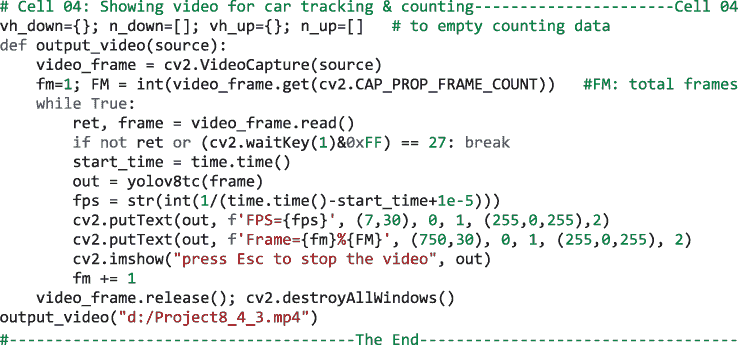 # Cell 04: Showing video for car tracking & counting-----------------------Cell 04
vh_down={}; n_down=[]; vh_up={}; n_up=[]   # to empty counting data
def output_video(source):
    video_frame = cv2.VideoCapture(source)
    fm=1; FM = int(video_frame.get(cv2.CAP_PROP_FRAME_COUNT))   #FM: total frames
    while True:
        ret, frame = video_frame.read()
        if not ret or (cv2.waitKey(1)&0xFF) == 27: break
        start_time = time.time()
        out = yolov8tc(frame)
        fps = str(int(1/(time.time()-start_time+1e-5)))
        cv2.putText(out, f'FPS={fps}', (7,30), 0, 1, (255,0,255),2)
        cv2.putText(out, f'Frame={fm}%{FM}', (750,30), 0, 1, (255,0,255), 2)
        cv2.imshow("press Esc to stop the video", out)
        fm += 1
    video_frame.release(); cv2.destroyAllWindows()
output_video("d:/Project8_4_3.mp4")
#--------------------------------------The End-----------------------------------